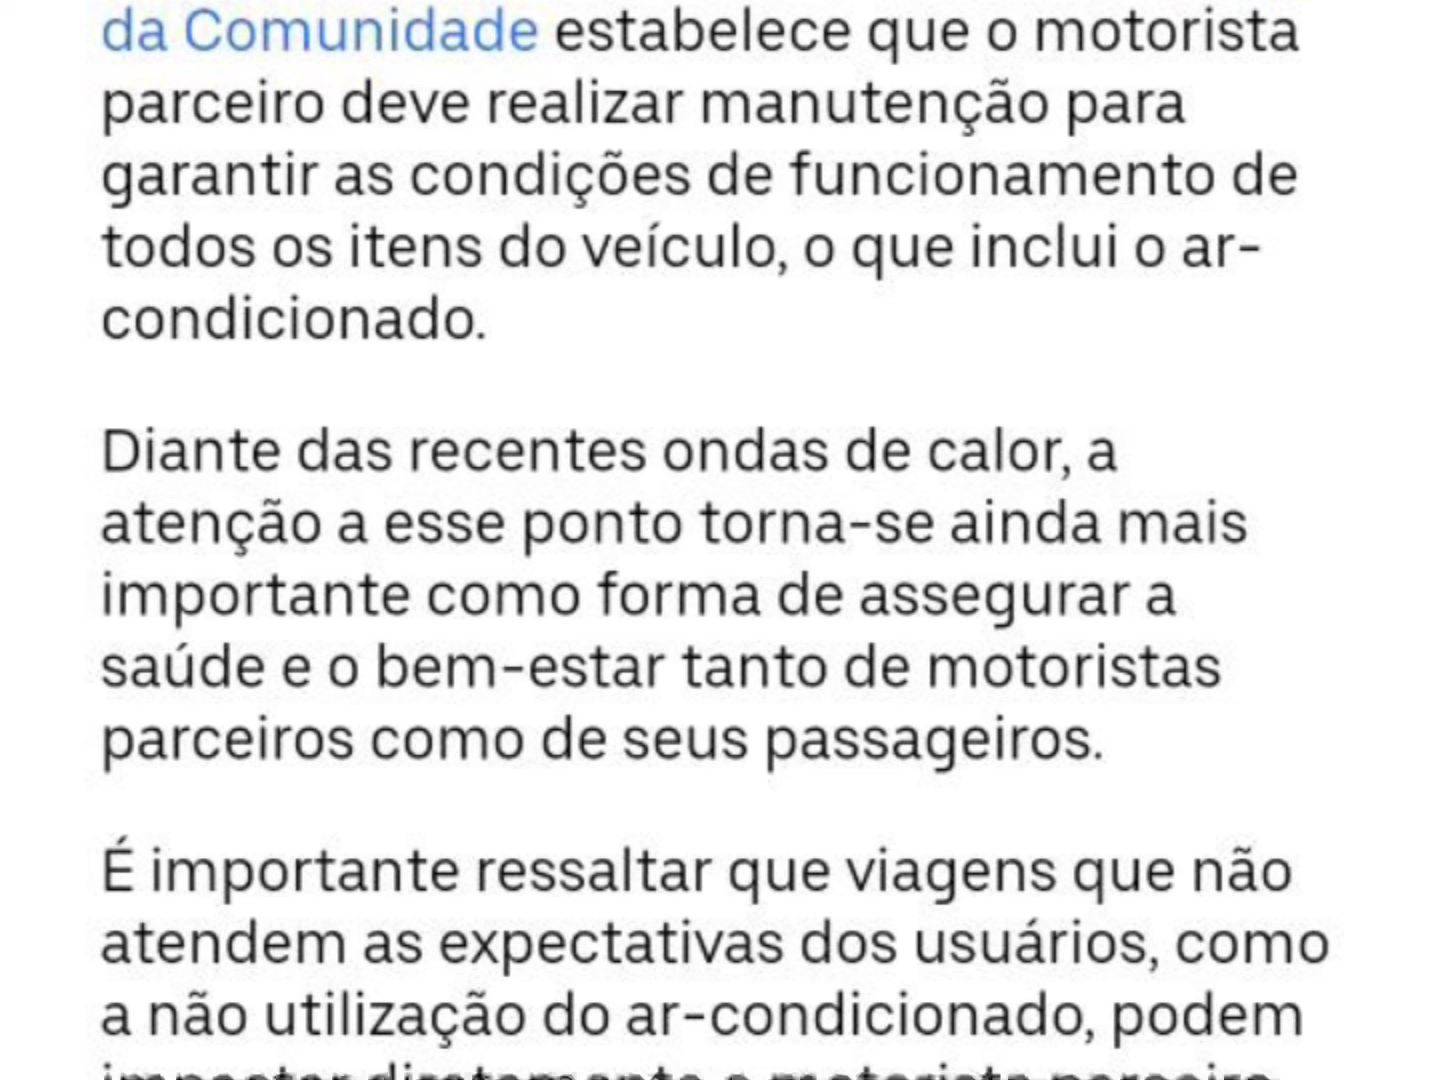 da Comunidade estabelece que o motorista
parceiro deve realizar manutenção para
garantir as condições de funcionamento de
todos os itens do veículo, o que inclui o ar-
condicionado.
Diante das recentes ondas de calor, a
atenção a esse ponto torna-se ainda mais
importante como forma de assegurar a
saúde e o bem-estar tanto de motoristas
parceiros como de seus passageiros.
É importante ressaltar que viagens que não
atendem as expectativas dos usuários, como
a não utilização do ar-condicionado, podem